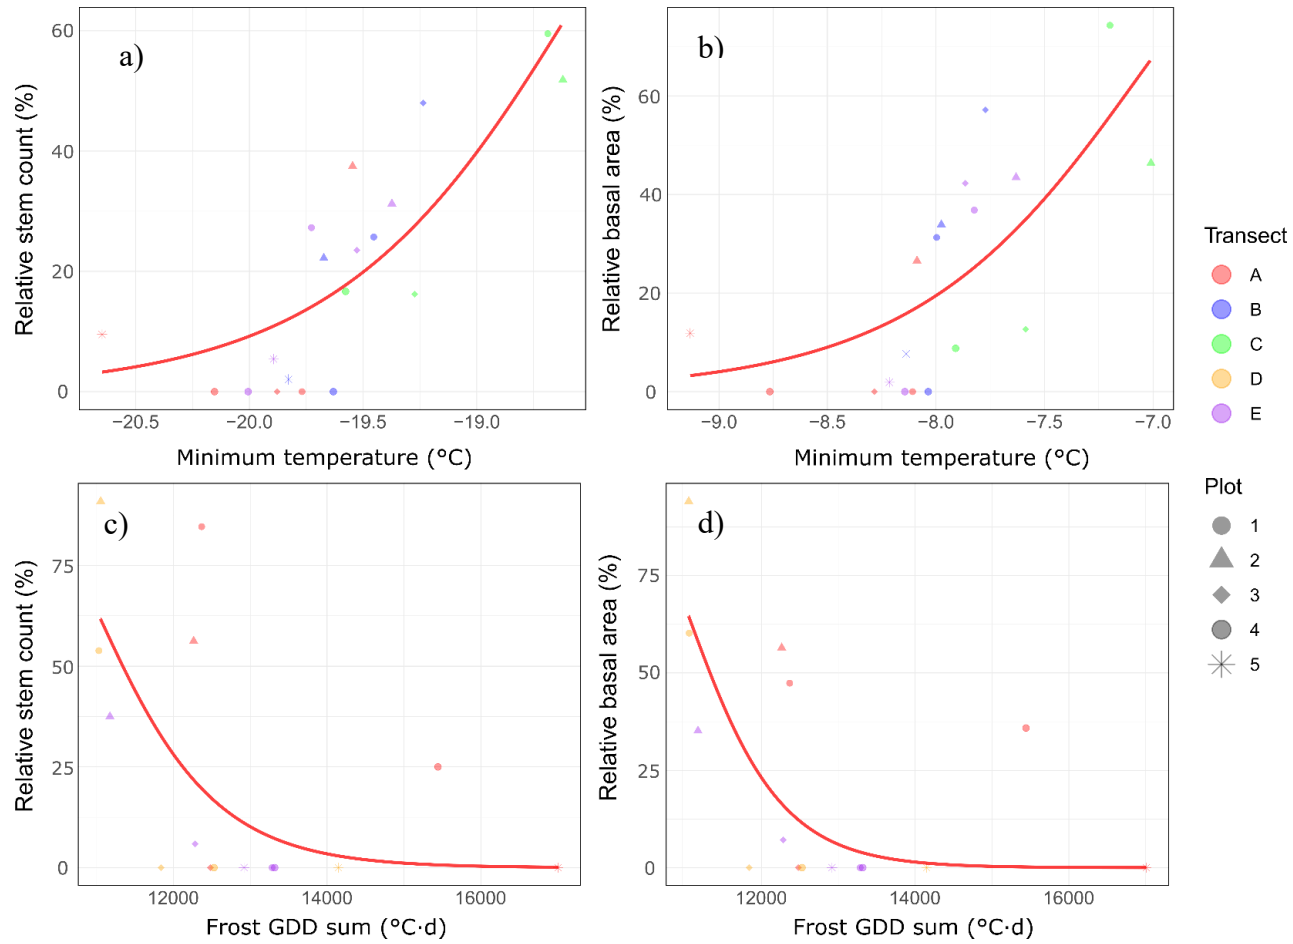 a)
Relative stem count (%)
60
40
20
0
−20.5 −20.0 −19.5 −19.0
Minimum temperature (°C)
b)
Relative basal area (%)
60
40
20
0
−9.0 −8.5 −8.0 −7.5 −7.0
Minimum temperature (°C)
c)
Relative stem count (%)
75
50
25
0
12000 14000 16000
Frost GDD sum (°C·d)
d)
Relative basal area (%)
75
50
25
0
12000 14000 16000
Frost GDD sum (°C·d)
Transect
A
B
C
D
E
Plot
1
2
3
4
5